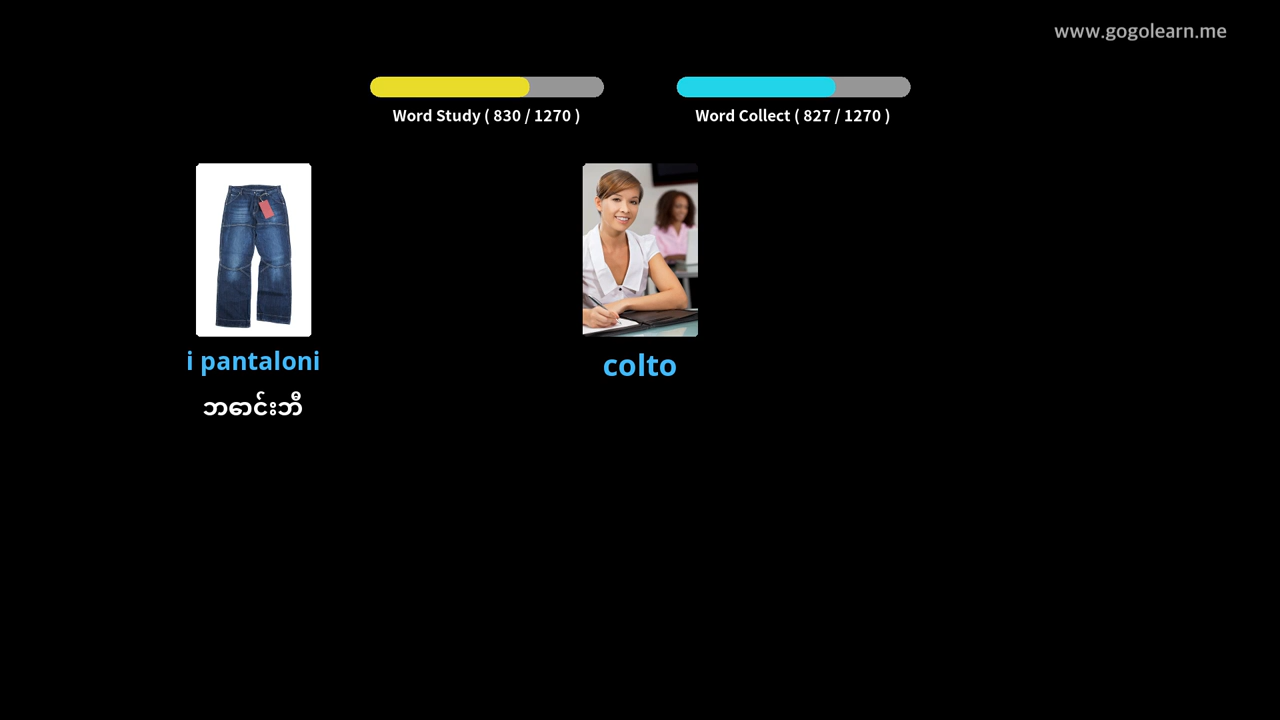 www.gogolearn.me
Word Study ( 830 / 1270 )
Word Collect ( 827 / 1270 )
i pantaloni
colto
ဘောင်းဘီ